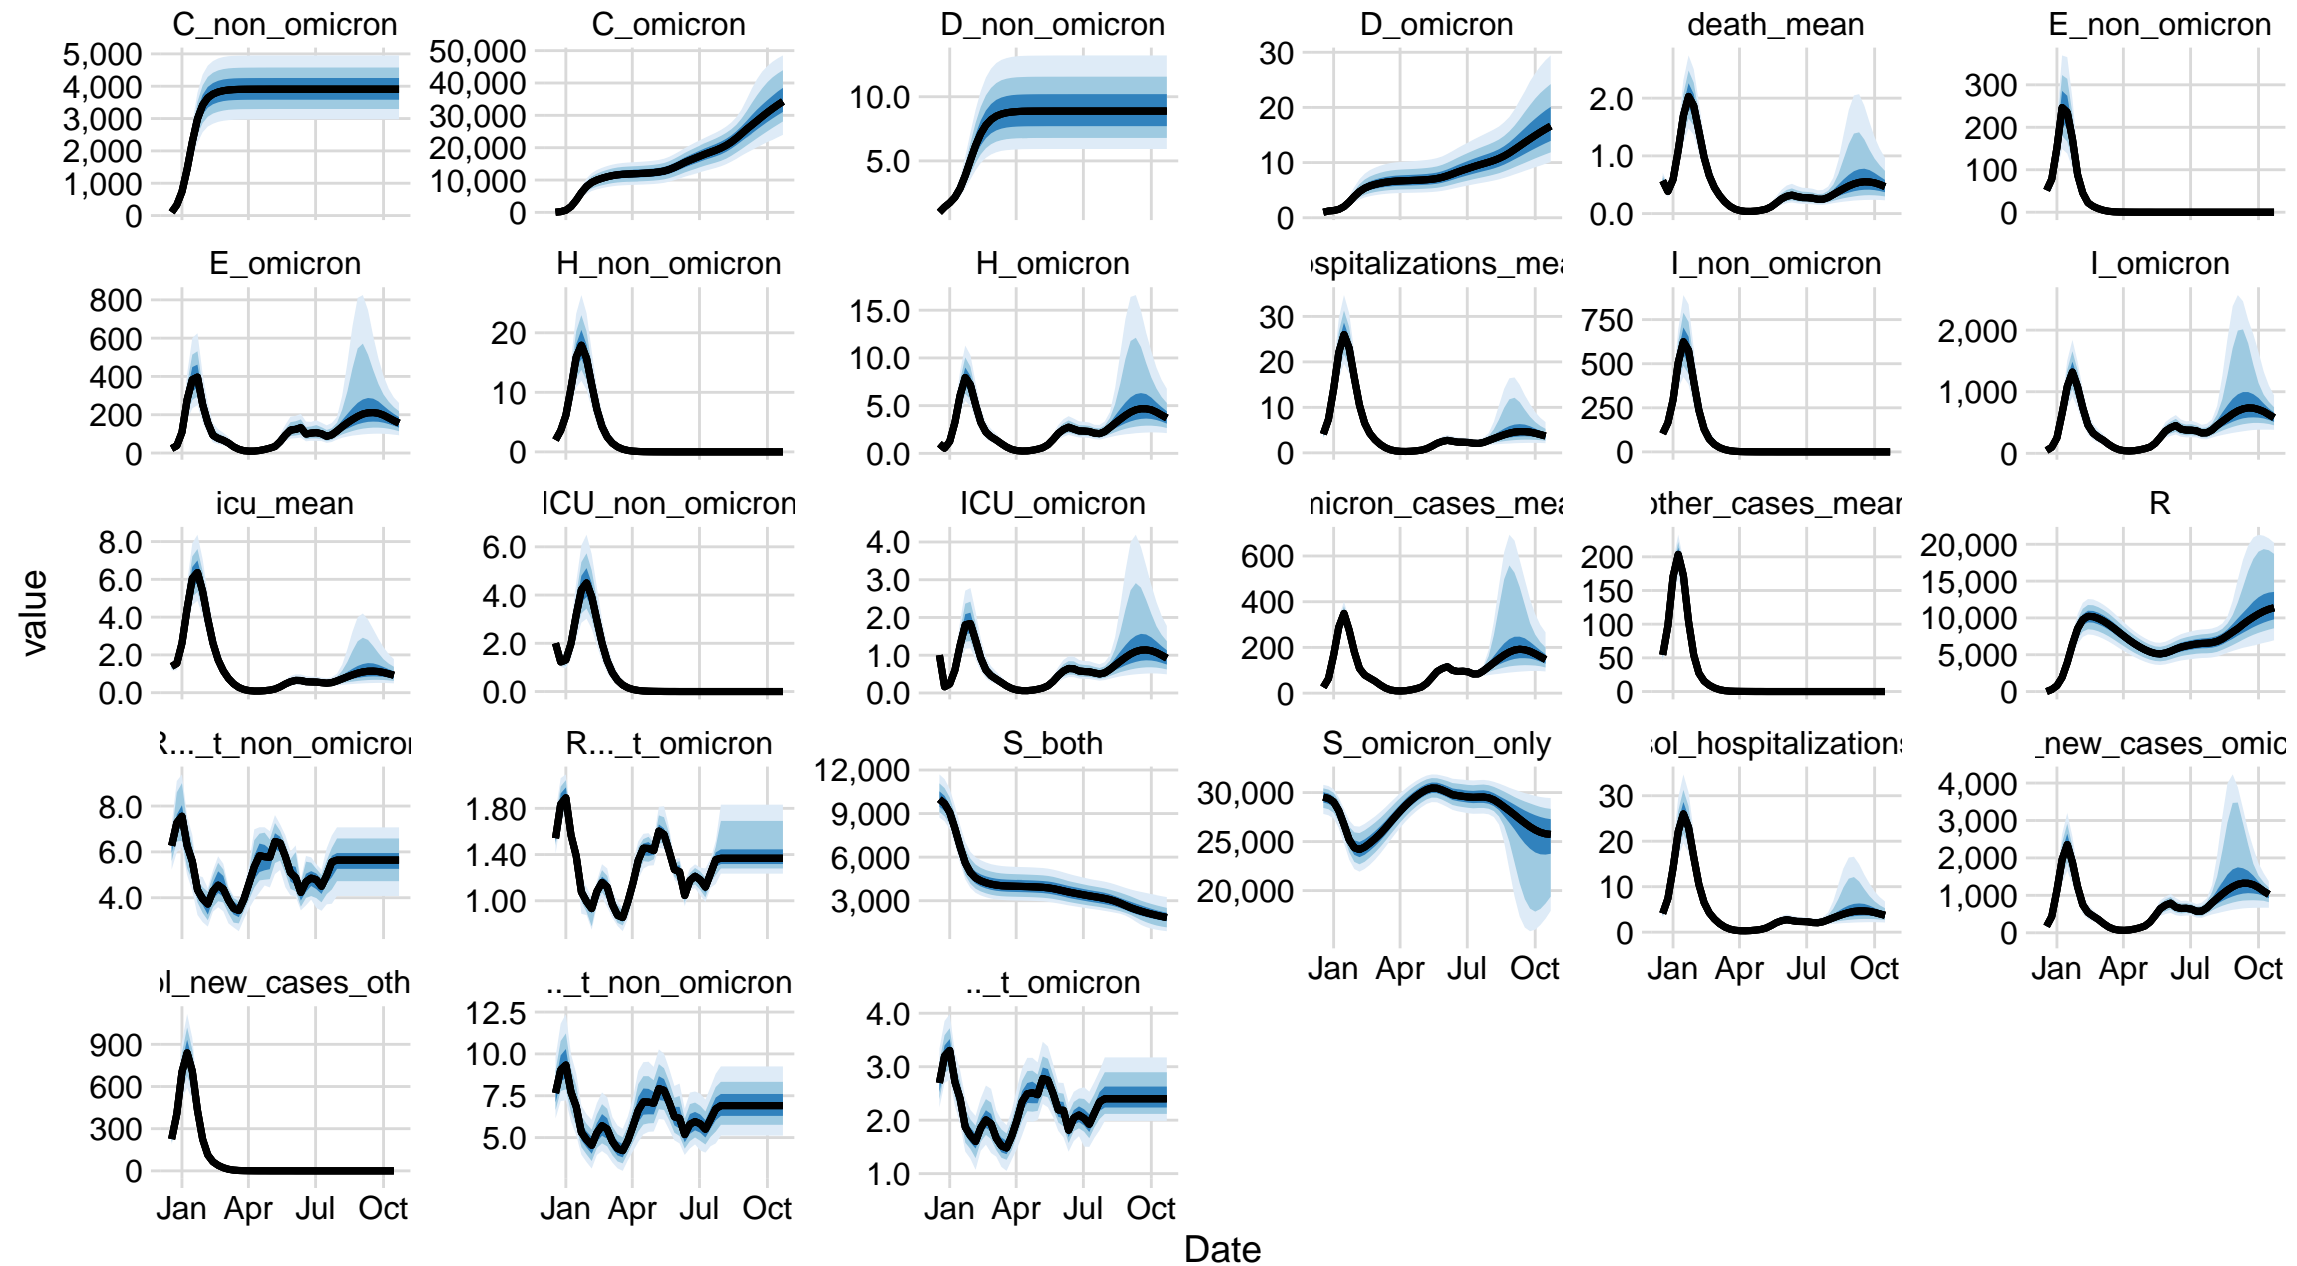 C_non_omicron C_omicron D_non_omicron D_omicron death_mean E_non_omicron
5,000 4,000 3,000 2,000 1,000 0
50,000 40,000 30,000 20,000 10,000 0
10.0 5.0
30 20 10 0
2.0 1.0 0.0
300 200 100 0
E_omicron H_non_omicron H_omicron spitalizations_mea I_non_omicron I_omicron
800 600 400 200 0
20 10 0
15.0 10.0 5.0 0.0
30 20 10 0
750 500 250 0
2,000 1,000 0
value
icu_mean ICU_non_omicron ICU_omicron micron_cases_mea other_cases_mean R
8.0 6.0 4.0 2.0 0.0
6.0 4.0 2.0 0.0
4.0 3.0 2.0 1.0 0.0
600 400 200 0
200 150 100 50 0
20,000 15,000 10,000 5,000 0
R..._t_non_omicron R..._t_omicron S_both S_omicron_only sol_hospitalizations _new_cases_omic
8.0 6.0 4.0
1.80 1.40 1.00
12,000 9,000 6,000 3,000
30,000 25,000 20,000
30 20 10 0
4,000 3,000 2,000 1,000 0
Jan Apr Jul Oct
Jan Apr Jul Oct
Jan Apr Jul Oct
ol_new_cases_oth .._t_non_omicron .._t_omicron
900 600 300 0
12.5 10.0 7.5 5.0
4.0 3.0 2.0 1.0
Jan Apr Jul Oct
Jan Apr Jul Oct
Jan Apr Jul Oct
Date